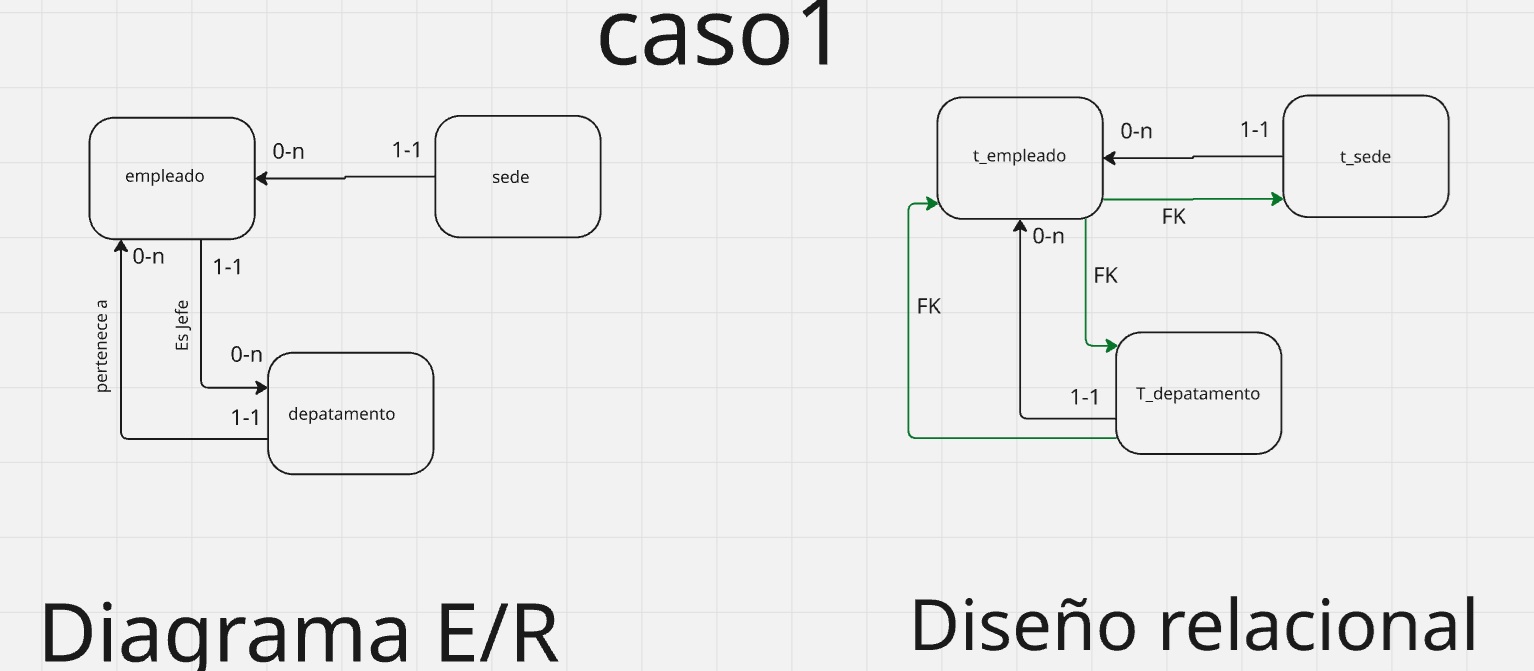 caso1
empleado
0-n
1-1
sede
0-n
1-1
pertenece a
Es Jefe
0-n
1-1
depatamento
Diagrama E/R
t_empleado
0-n
1-1
t_sede
FK
0-n
FK
FK
1-1
T_depatamento
Diseño relacional